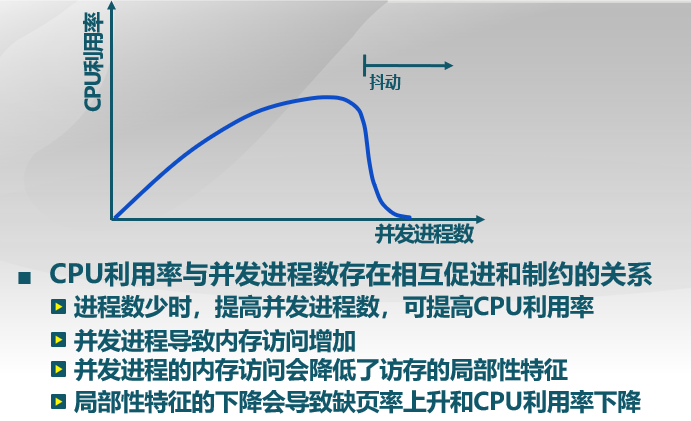 CPU利用率
抖动
并发进程数
CPU利用率与并发进程数存在相互促进和制约的关系
进程数少时，提高并发进程数，可提高CPU利用率
并发进程导致内存访问增加
并发进程的内存访问会降低了访存的局部性特征
局部性特征的下降会导致缺页率上升和CPU利用率下降